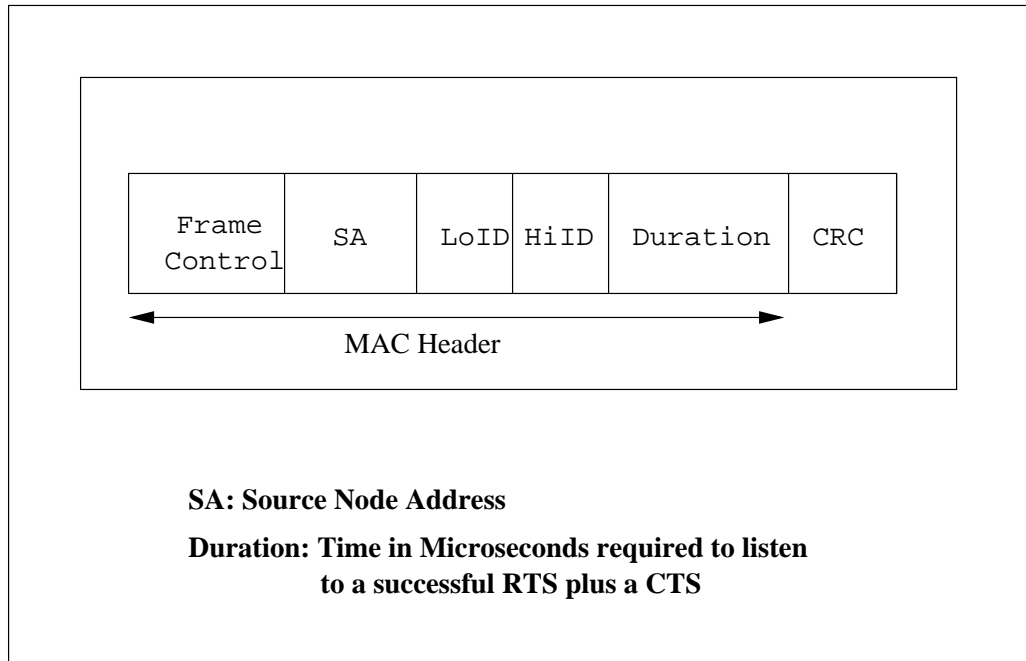 Frame
Control
SA
LoID
HiID
Duration
CRC
MAC Header
SA: Source Node Address
Duration: Time in Microseconds required to listen
to a successful RTS plus a CTS